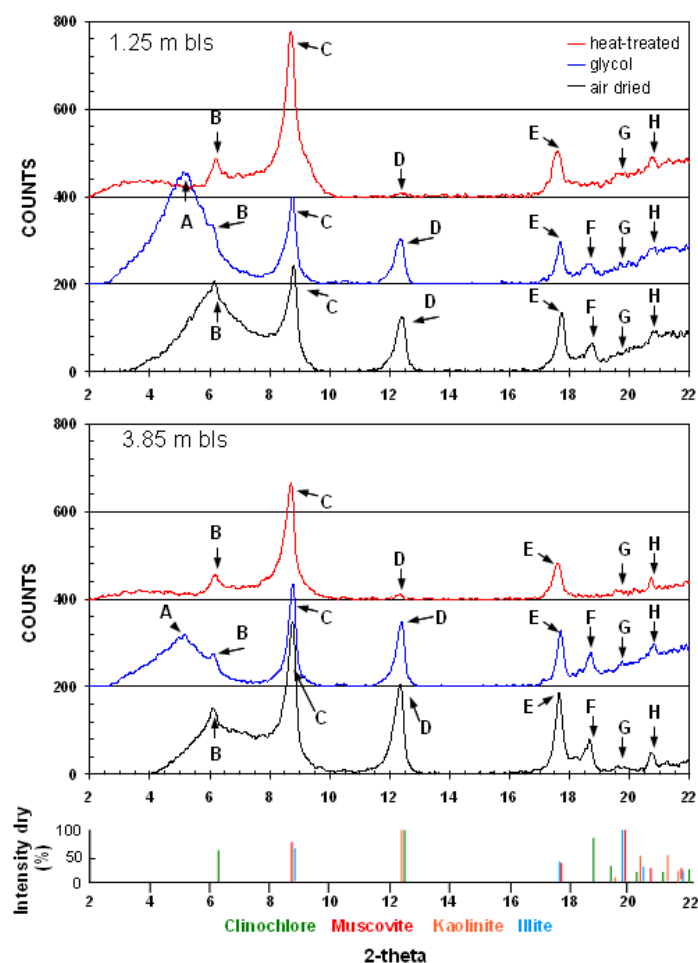 1.25 m bls
heat-treated
glycol
air dried
800
600
400
200
0
COUNTS
C
B
D
E
G
H
A
B
C
D
E
F
G
H
B
C
D
E
F
G
H
2 4 6 8 10 12 14 16 18 20 22
3.85 m bls
800
600
400
200
0
COUNTS
C
B
D
E
G
H
A
B
C
D
E
F
G
H
B
C
D
E
F
G
H
2 4 6 8 10 12 14 16 18 20 22
Intensity dry
(%)
100
50
0
2 4 6 8 10 12 14 16 18 20 22
Clinochlore Muscovite Kaolinite Illite
2-theta